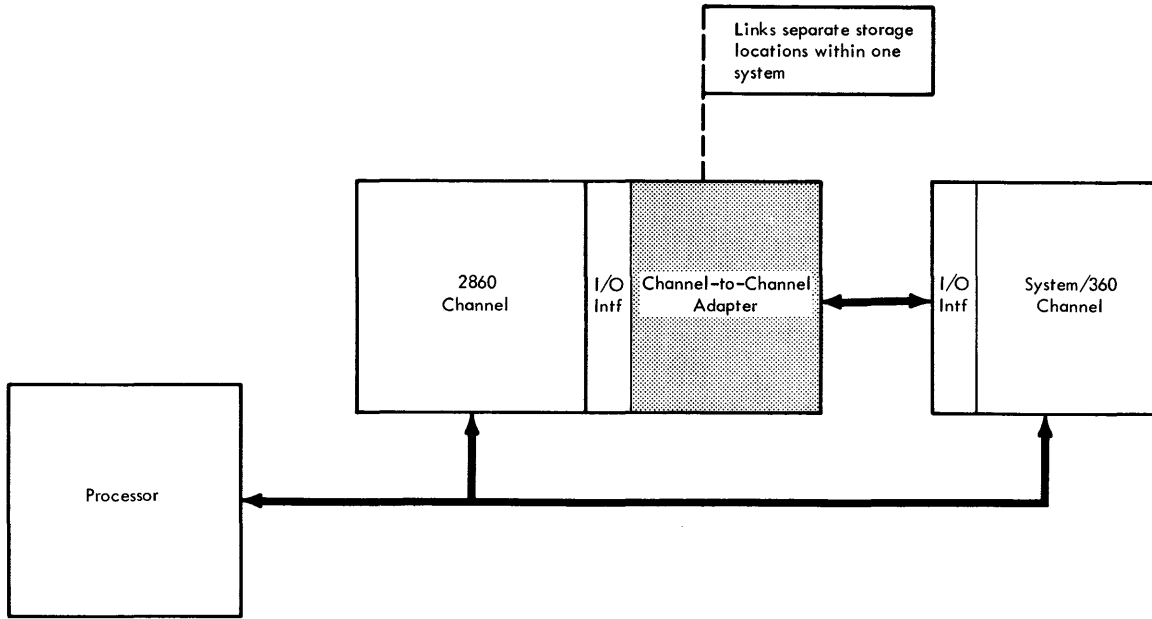 Links separate storage
locations within one
system
2860
Channel
I/O
Intf
Channel-to-Channel
Adapter
I/O
Intf
System/360
Channel
Processor